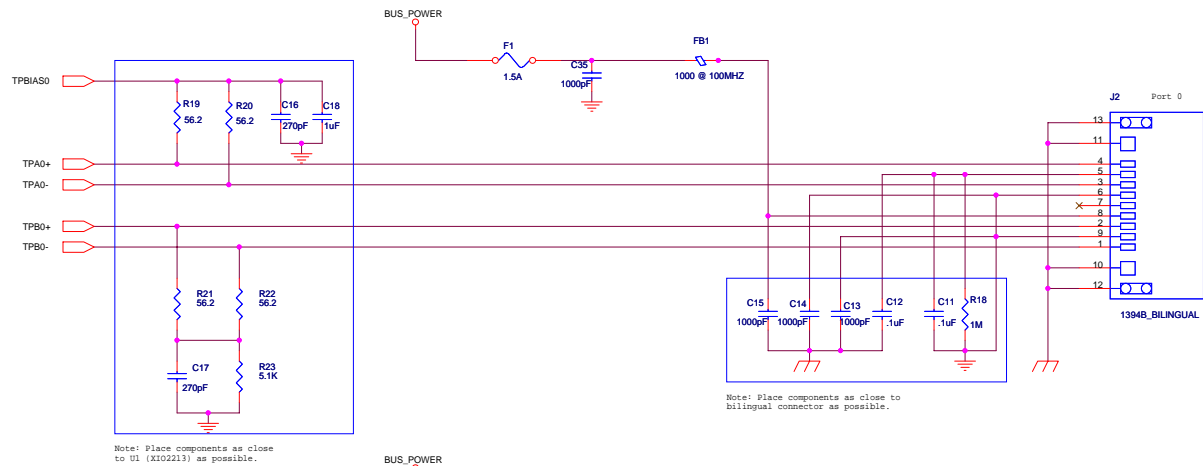 BUS_POWER
F1
1.5A
C35
1000pF
FB1
1000 @ 100MHZ
J2
Port 0
TPBIAS0
R19
56.2
R20
56.2
C16
270pF
C18
1uF
TPA0+
TPA0-
TPB0+
TPB0-
13
11
4
5
3
6
7
8
2
9
1
10
12
1394B_BILINGUAL
R21
56.2
R22
56.2
C17
270pF
R23
5.1K
C15
1000pF
C14
1000pF
C13
1000pF
C12
.1uF
C11
.1uF
R18
1M
Note: Place components as close to
bilingual connector as possible.
Note: Place components as close
to U1 (XIO2213) as possible.
BUS_POWER